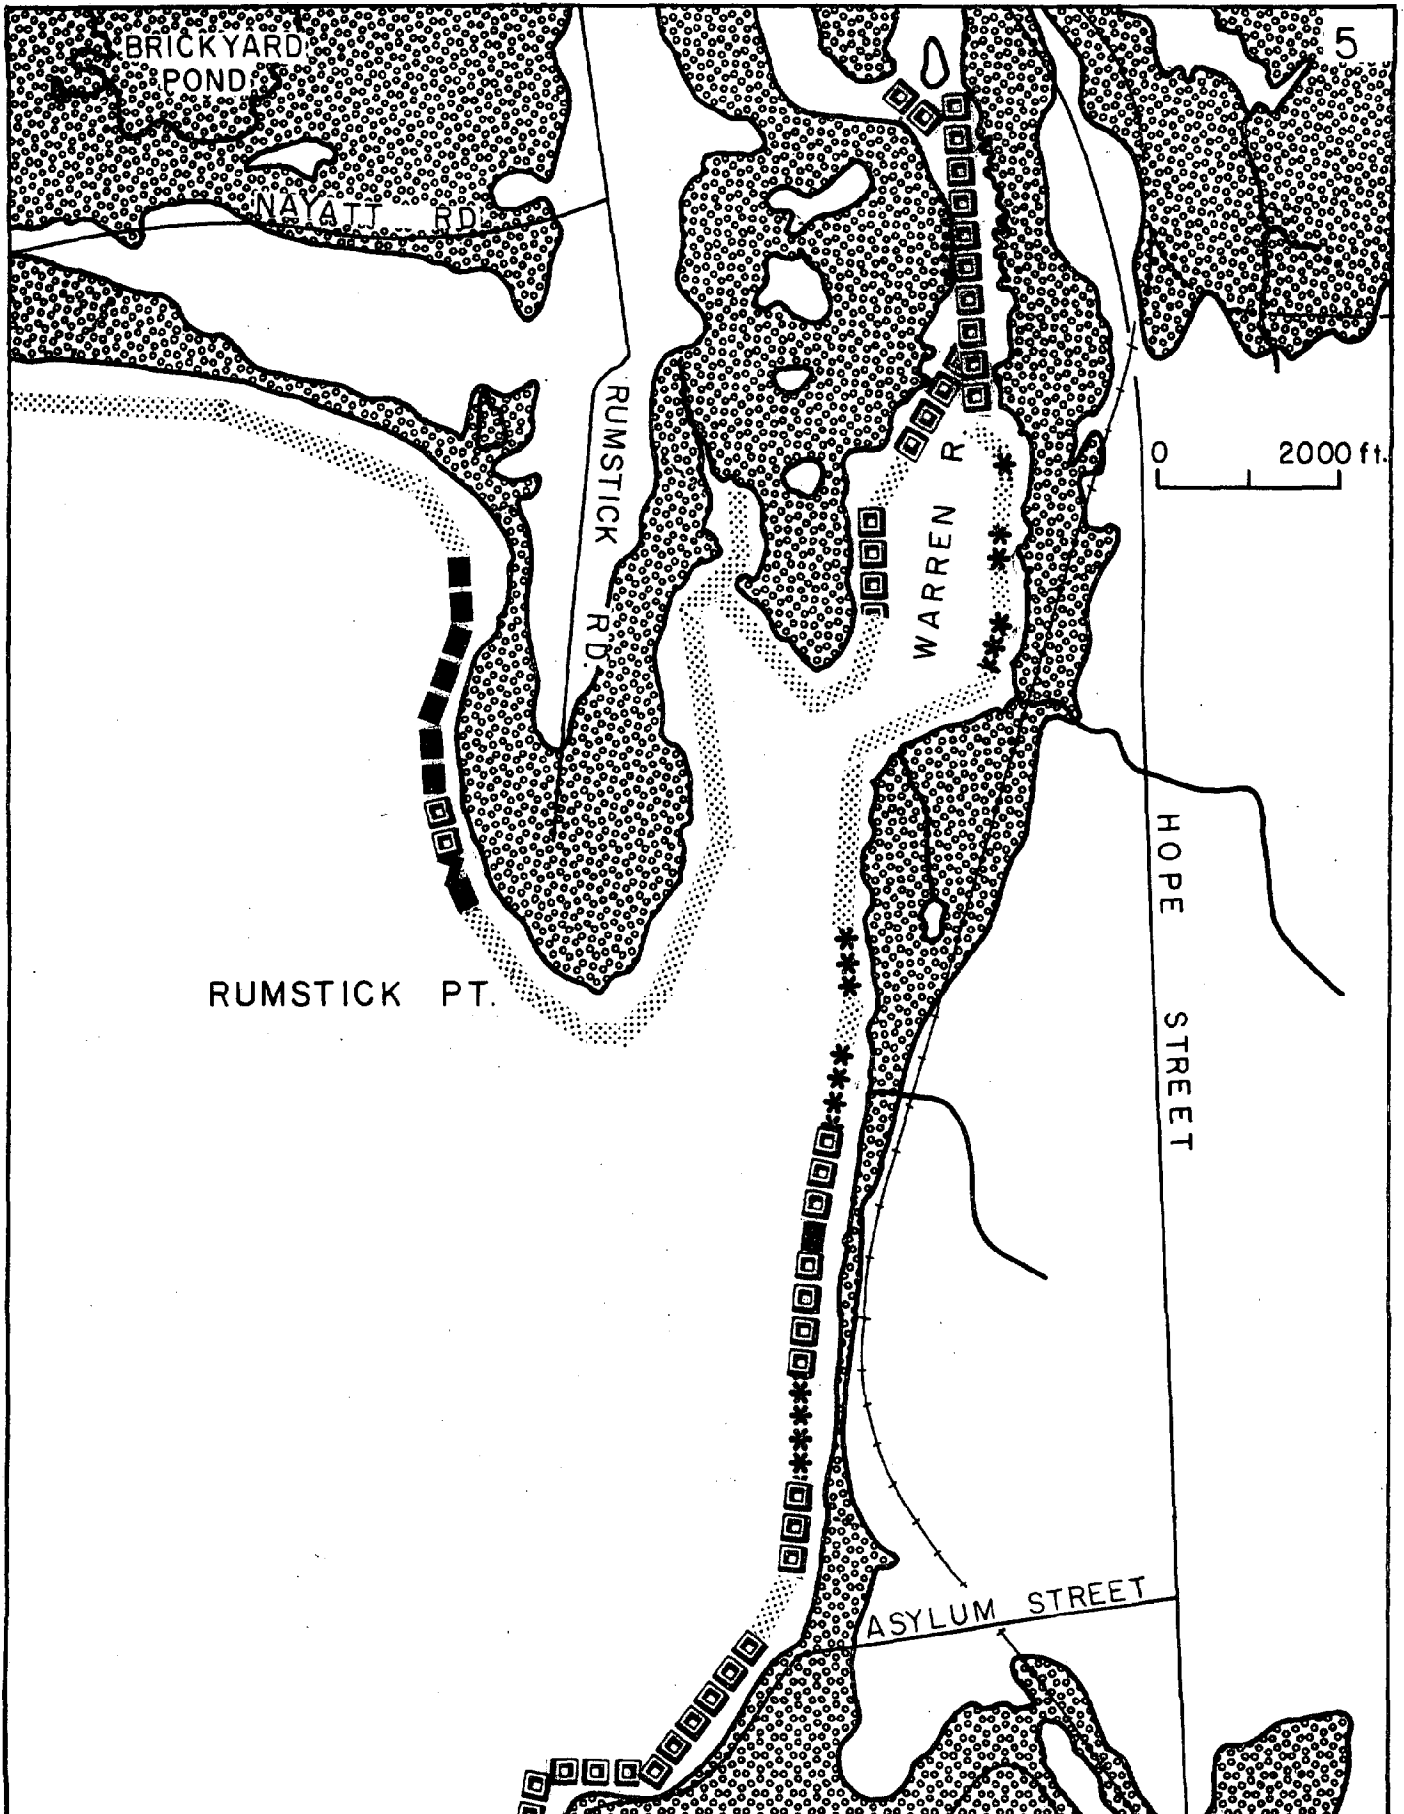 5
BRICKYARD
POND
NAYATT RD.
RUMSTICK RD.
WARREN R
0 2000 ft.
HOPE STREET
RUMSTICK PT.
ASYLUM STREET